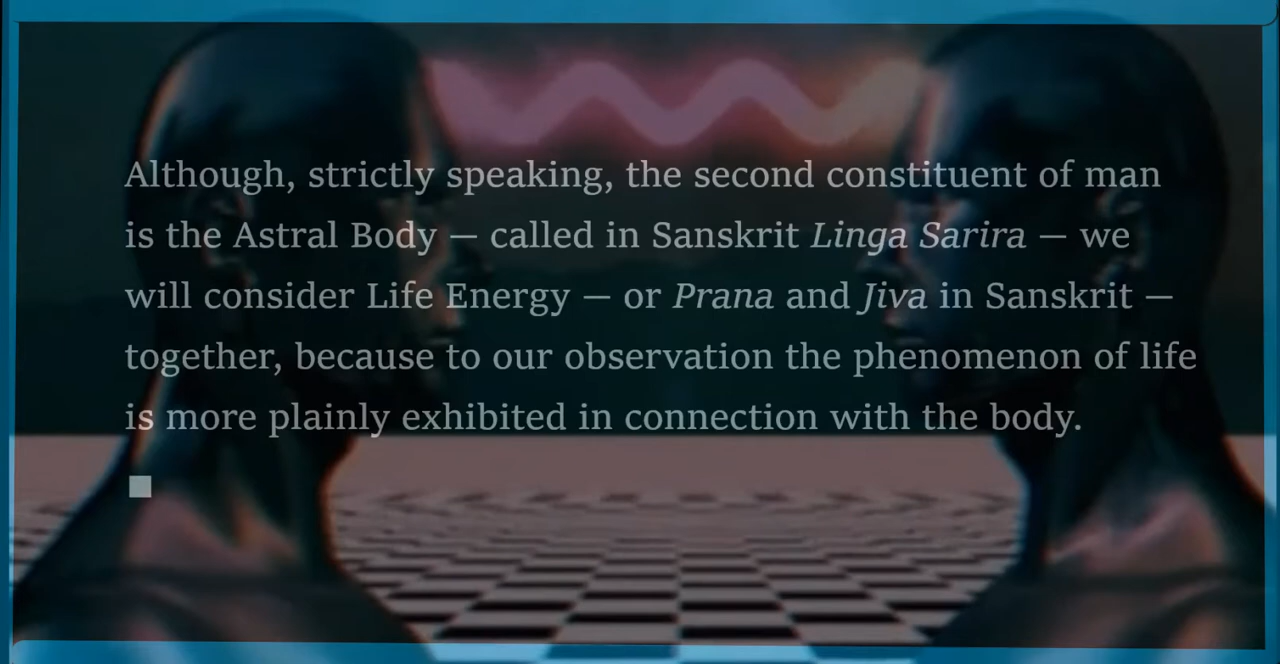 Although, strictly speaking, the second constituent of man
is the Astral Body — called in Sanskrit Linga Sarira — we
will consider Life Energy — or Prana and Jiva in Sanskrit —
together, because to our observation the phenomenon of life
is more plainly exhibited in connection with the body.